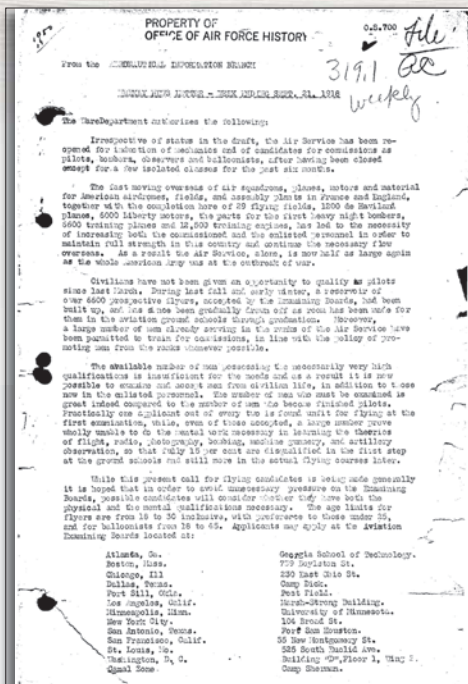 PROPERTY OF
OFFICE OF AIR FORCE HISTORY
O.S.700
File
319.1
weekly
From the AERONAUTICAL INFORMATION BRANCH
WEEKLY NEWS LETTER - WEEK ENDING SEPT. 21, 1918
The WarDepartment authorizes the following:
Irrespective of status in the draft, the Air Service has been re-
opened for induction of mechanics and of candidates for commissions as
pilots, bombers, observers and balloonists, after having been closed
except for a few isolated classes for the past six months.
The fast moving overseas of air squadrons, planes, motors and material
for American airdromes, fields, and assembly plants in France and England,
together with the completion here of 29 flying fields, 1200 de Haviland
planes, 6000 Liberty motors, the parts for the first heavy night bombers,
6600 training planes and 12,500 training engines, has led to the necessity
of increasing both the commissioned and the enlisted personnel in order to
maintain full strength in this country and continue the necessary flow
overseas. As a result the Air Service, alone, is now half as large again
as the whole American Army was at the outbreak of war.
Civilians have not been given an opportunity to qualify as pilots
since last March. During last fall and early winter, a reservoir of
over 6600 prospective flyers, accepted by the Examining Boards, had been
built up, and has since been gradually drawn off as room has been made for
them in the aviation ground schools through graduation. Moreover,
a large number of men already serving in the ranks of the Air Service have
been permitted to train for commissions, in line with the policy of pro-
moting men from the ranks whenever possible.
The available number of men possessing the necessarily very high
qualifications is insufficient for the needs and as a result it is now
possible to examine and accept men from civilian life, in addition to those
now in the enlisted personnel. The number of men who must be examined is
great indeed compared to the number of men who become finished pilots.
Practically one applicant out of every two is found unfit for flying at the
first examination, while, even of those accepted, a large number prove
wholly unable to do the mental work necessary in learning the theories
of flight, radio, photography, bombing, machine gunnery, and artillery
observation, so that fully 15 per cent are disqualified in the first step
at the ground schools and still more in the actual flying courses later.
While this present call for flying candidates is being made generally
it is hoped that in order to avoid unnecessary pressure on the Examining
Boards, possible candidates will consider whether they have both the
physical and the mental qualifications necessary. The age limits for
flyers are from 18 to 30 inclusive, with preference to those under 25,
and for balloonists from 18 to 45. Applicants may apply at the Aviation
Examining Boards located at:
Atlanta, Ga. Georgia School of Technology.
Boston, Mass. 739 Boylston St.
Chicago, Ill 230 East Ohio St.
Dallas, Texas. Camp Dick.
Fort Sill, Okla. Post Field.
Los Angeles, Calif. Marsh-Strong Building.
Minneapolis, Minn. University of Minnesota.
New York City. 104 Broad St.
San Antonio, Texas. Fort Sam Houston.
San Francisco, Calif. 55 New Montgomery St.
St. Louis, Mo 525 South Euclid Ave.
Washington, D. C. Building "D",Floor 1, Wing 2.
Canal Zone. Camp Sherman.